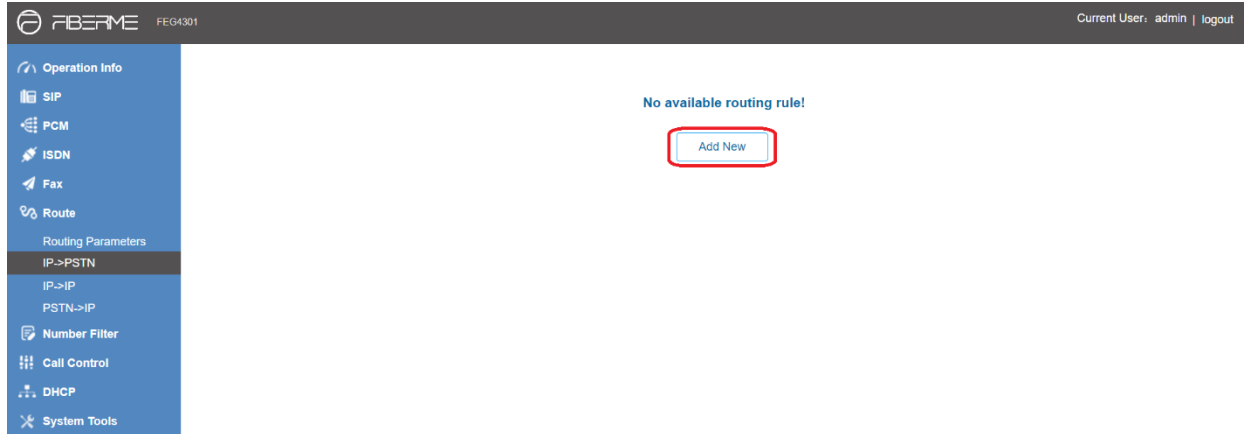 FIBERME FEG4301
Current User: admin | logout
Operation Info
SIP
PCM
ISDN
Fax
Route
Routing Parameters
IP->PSTN
IP->IP
PSTN->IP
Number Filter
Call Control
DHCP
System Tools
No available routing rule!
Add New